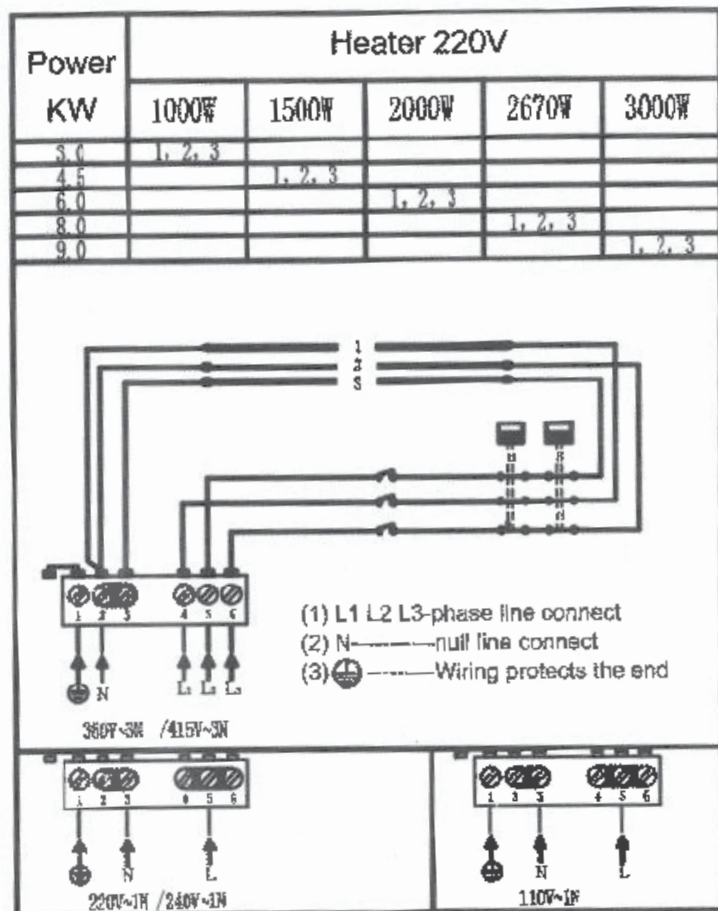 Power
KW
Heater 220V
1000W 1500W 2000W 2670W 3000W
3.0 1, 2, 3
4.5 1, 2, 3
6.0 1, 2, 3
8.0 1, 2, 3
9.0 1, 2, 3
1
2
3
1 2 3 4 5 6
N L1 L2 L3
380V~3N /415V~3N
(1) L1 L2 L3-phase line connect
(2) N--------null line connect
(3) --------Wiring protects the end
1 2 3 4 5 6
N L
220V~1N /240V~1N
1 2 3 4 5 6
N L
110V~1N